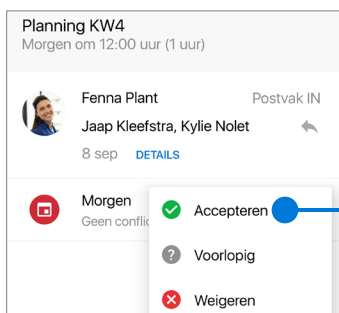 Planning KW4
Morgen om 12:00 uur (1 uur)
Fenna Plant Postvak IN
Jaap Kleefstra, Kylie Nolet
8 sep DETAILS
Morgen
Geen conflic
Accepteren
Voorlopig
Weigeren